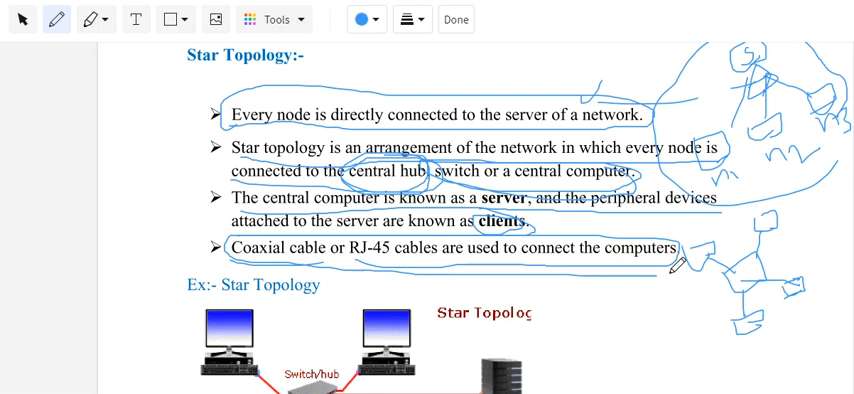 T Tools Done
Star Topology:-
➢ Every node is directly connected to the server of a network.
➢ Star topology is an arrangement of the network in which every node is
connected to the central hub, switch or a central computer.
➢ The central computer is known as a server, and the peripheral devices
attached to the server are known as clients.
➢ Coaxial cable or RJ-45 cables are used to connect the computers
Ex:- Star Topology
Star Topolog
Switch/hub
S
n3
n2
n